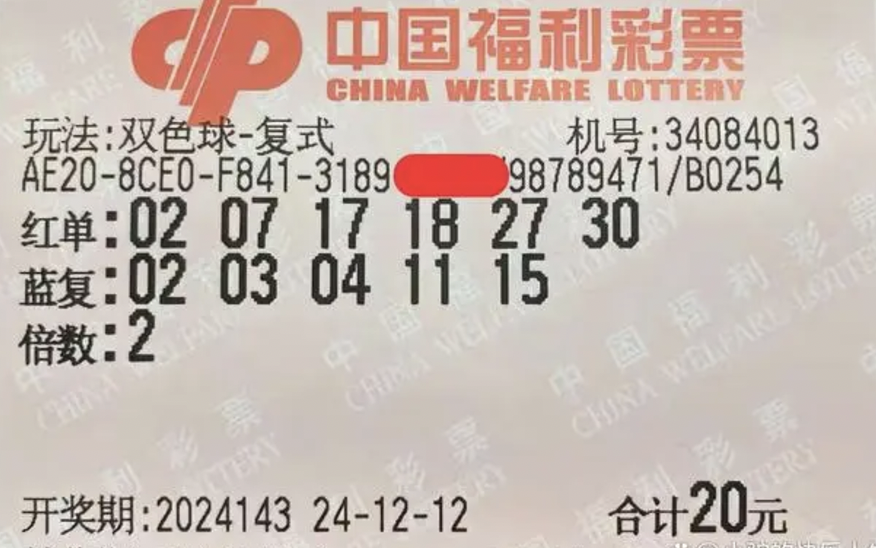 中国福利彩票
CHINA WELFARE LOTTERY
玩法:双色球-复式 机号:34084013
AE20-8CE0-F841-3189 98789471/B0254
红单:02 07 17 18 27 30
蓝复:02 03 04 11 15
倍数:2
开奖期:2024143 24-12-12 合计20元